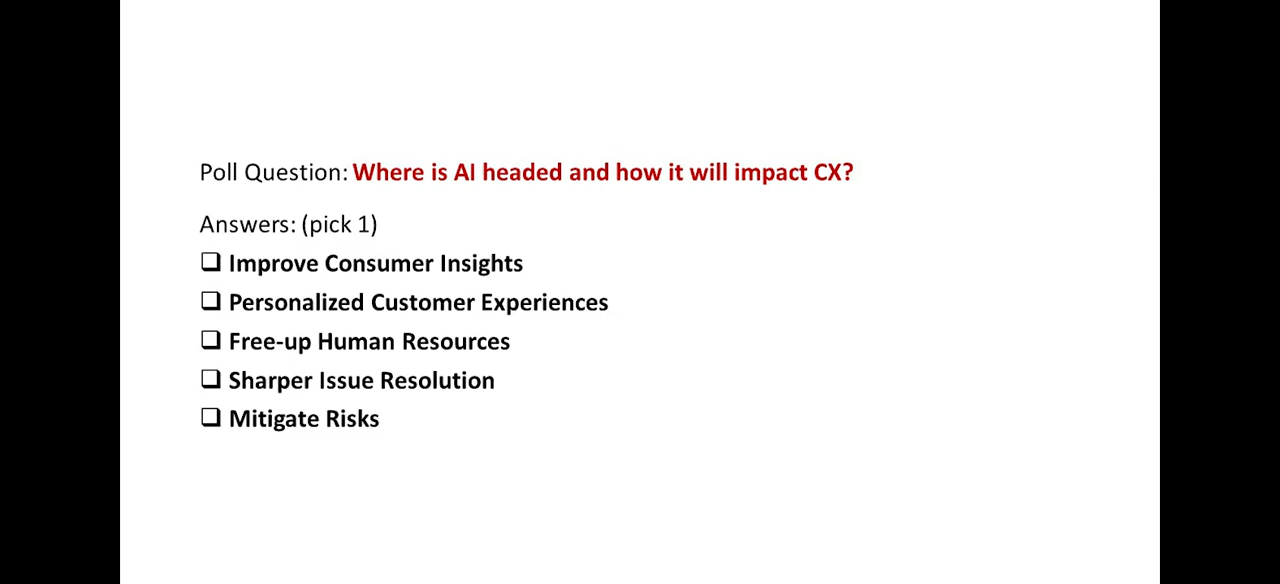 Poll Question: Where is AI headed and how it will impact CX?
Answers: (pick 1)
❑ Improve Consumer Insights
❑ Personalized Customer Experiences
❑ Free-up Human Resources
❑ Sharper Issue Resolution
❑ Mitigate Risks